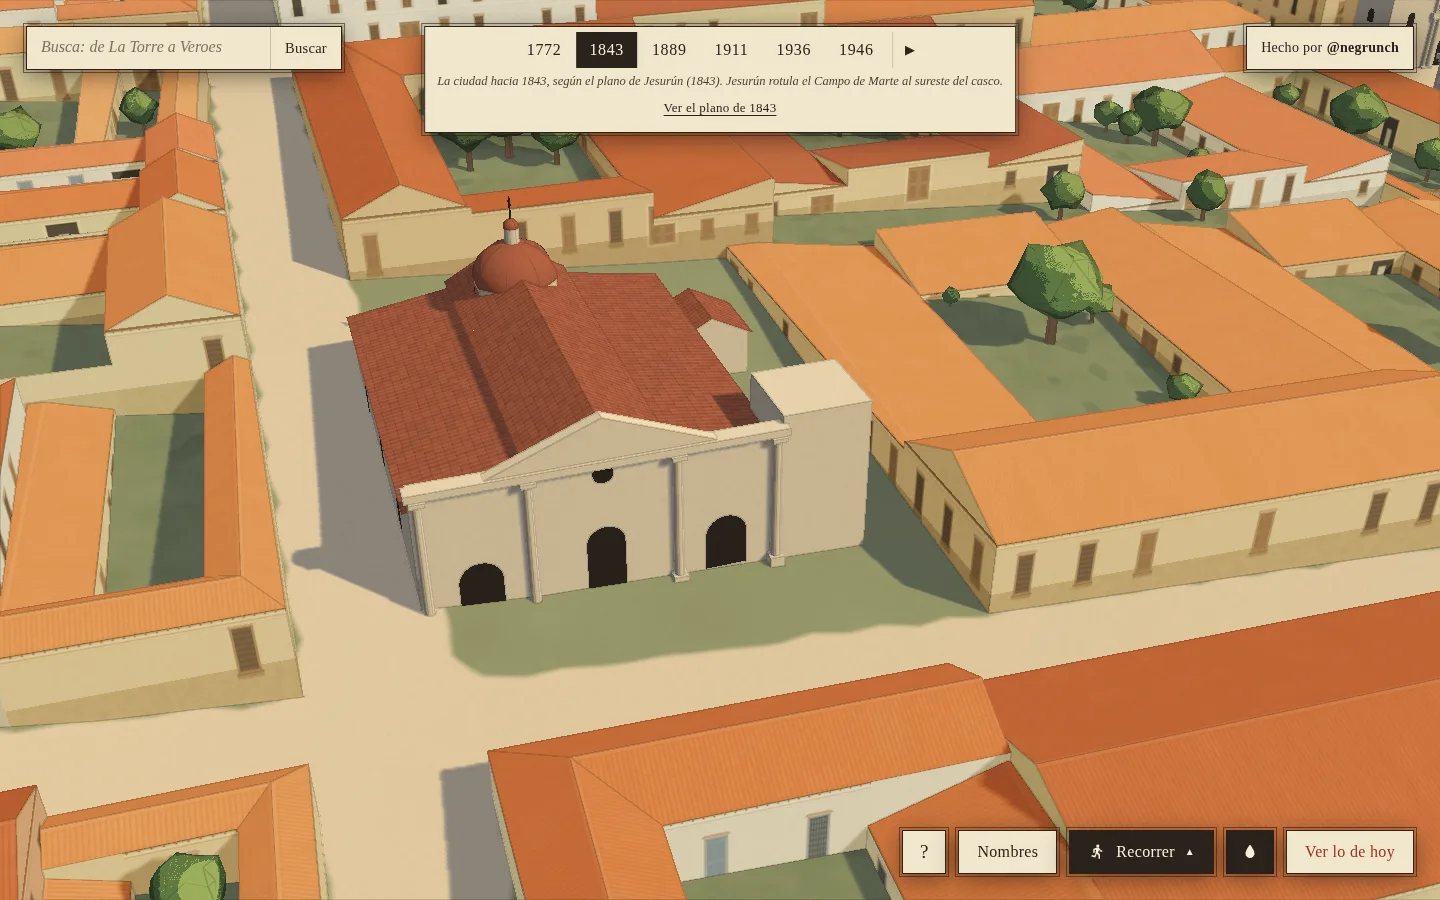 Busca: de La Torre a Veroes
Buscar
1772 1843 1889 1911 1936 1946 ▶
La ciudad hacia 1843, según el plano de Jesurún (1843). Jesurún rotula el Campo de Marte al sureste del casco.
Ver el plano de 1843
Hecho por @negrunch
?
Nombres
Recorrer ▲
Ver lo de hoy